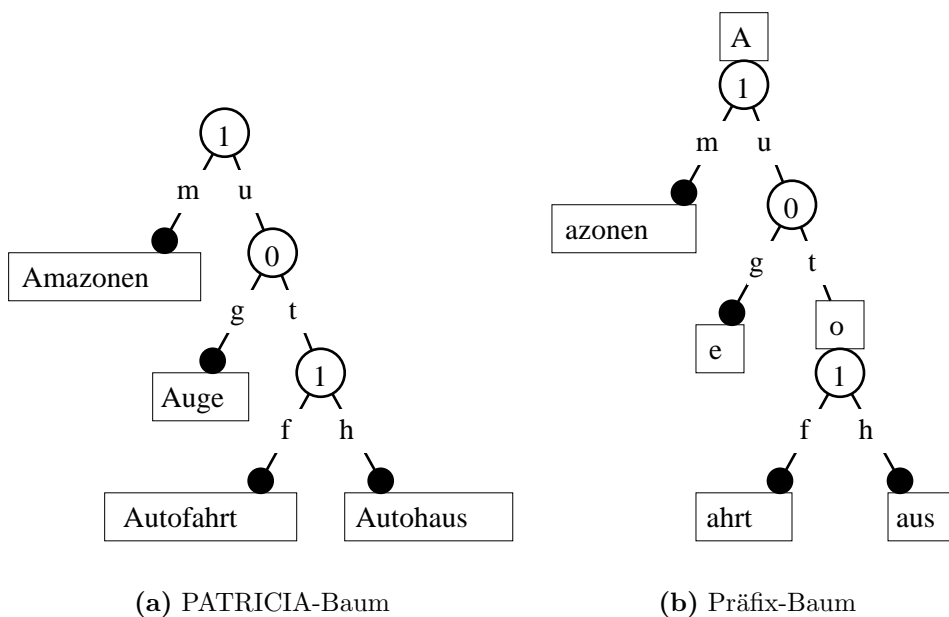 A
1
1
m u
m u
azonen
0
Amazonen
0
g t
g t
o
e
Auge
1
1
f h
f h
Autofahrt Autohaus
ahrt aus
(a) PATRICIA-Baum
(b) Präfix-Baum